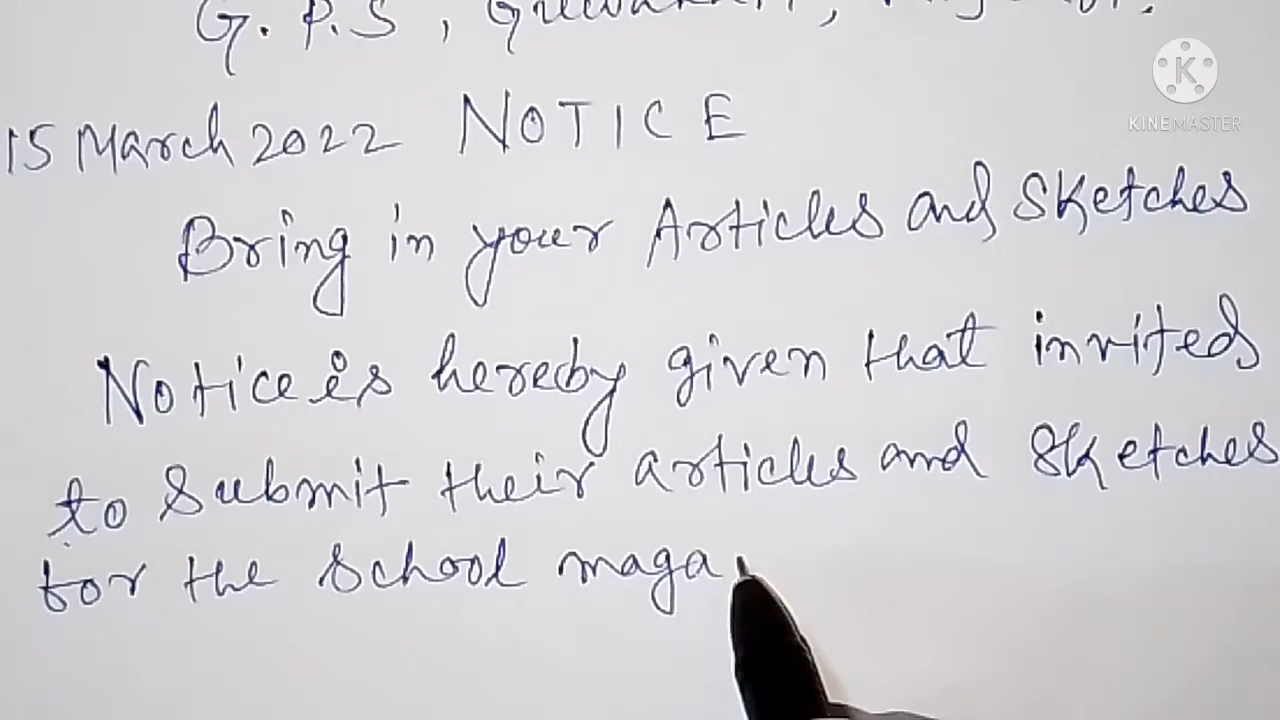 G. P. S,
15 March 2022 NOTICE
Bring in your Articles and Sketches
Notice is hereby given that invited
to submit their articles and sketches
for the school maga
KINEMASTER